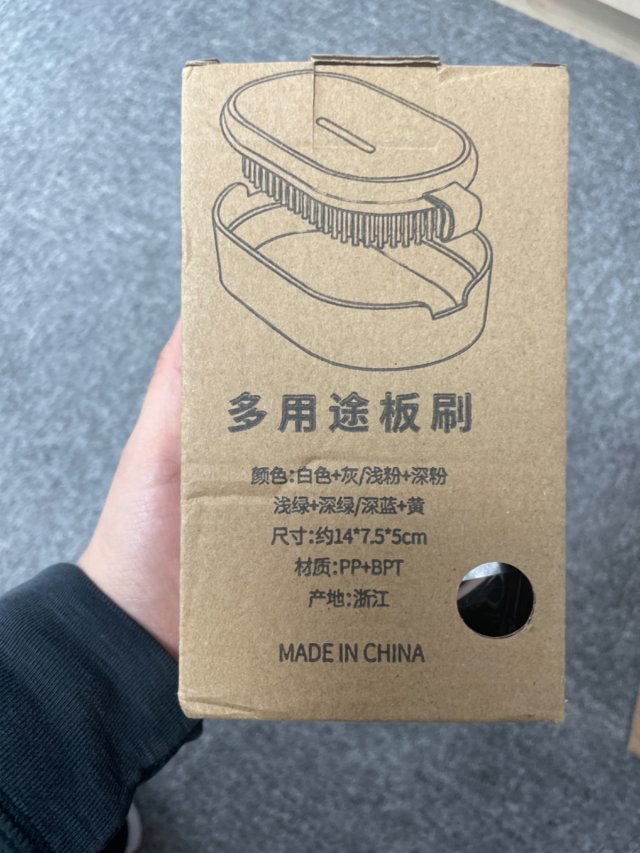 多用途板刷
颜色:白色+灰/浅粉+深粉
浅绿+深绿/深蓝+黄
尺寸:约14*7.5*5cm
材质:PP+BPT
产地:浙江
MADE IN CHINA